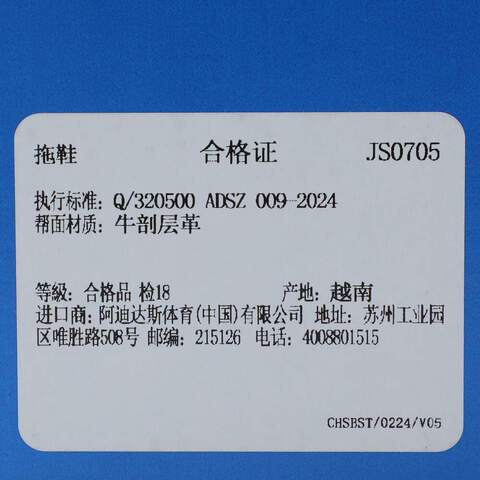 拖鞋 合格证 JS0705
执行标准: Q/320500 ADSZ 009-2024
帮面材质: 牛剖层革
等級: 合格品 检18 产地: 越南
进口商: 阿迪达斯体育(中国)有限公司 地址: 苏州工业园
区唯胜路508号 邮编: 215126 电话: 4008801515
CHSBST/0224/V05